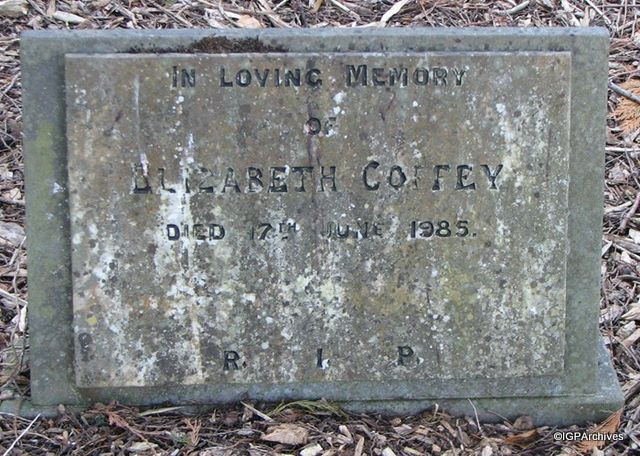 In Loving Memory
of
Elizabeth Coffey
Died 17th June 1985.
R. I. P.
©IGPArchives